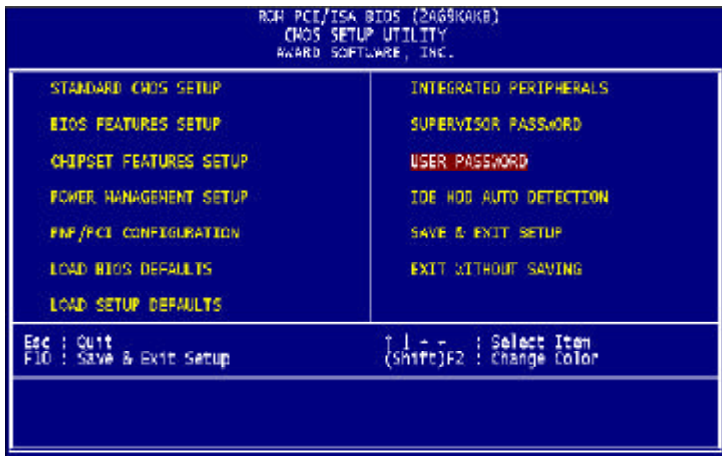 ROM PCI/ISA BIOS (2A69KAKB)
CMOS SETUP UTILITY
AWARD SOFTWARE, INC.
STANDARD CMOS SETUP
BIOS FEATURES SETUP
CHIPSET FEATURES SETUP
POWER MANAGEMENT SETUP
PNP/PCI CONFIGURATION
LOAD BIOS DEFAULTS
LOAD SETUP DEFAULTS
INTEGRATED PERIPHERALS
SUPERVISOR PASSWORD
USER PASSWORD
IDE HDD AUTO DETECTION
SAVE & EXIT SETUP
EXIT WITHOUT SAVING
Esc : Quit
F10 : Save & Exit Setup
: Select Item
(Shift)F2 : Change Color